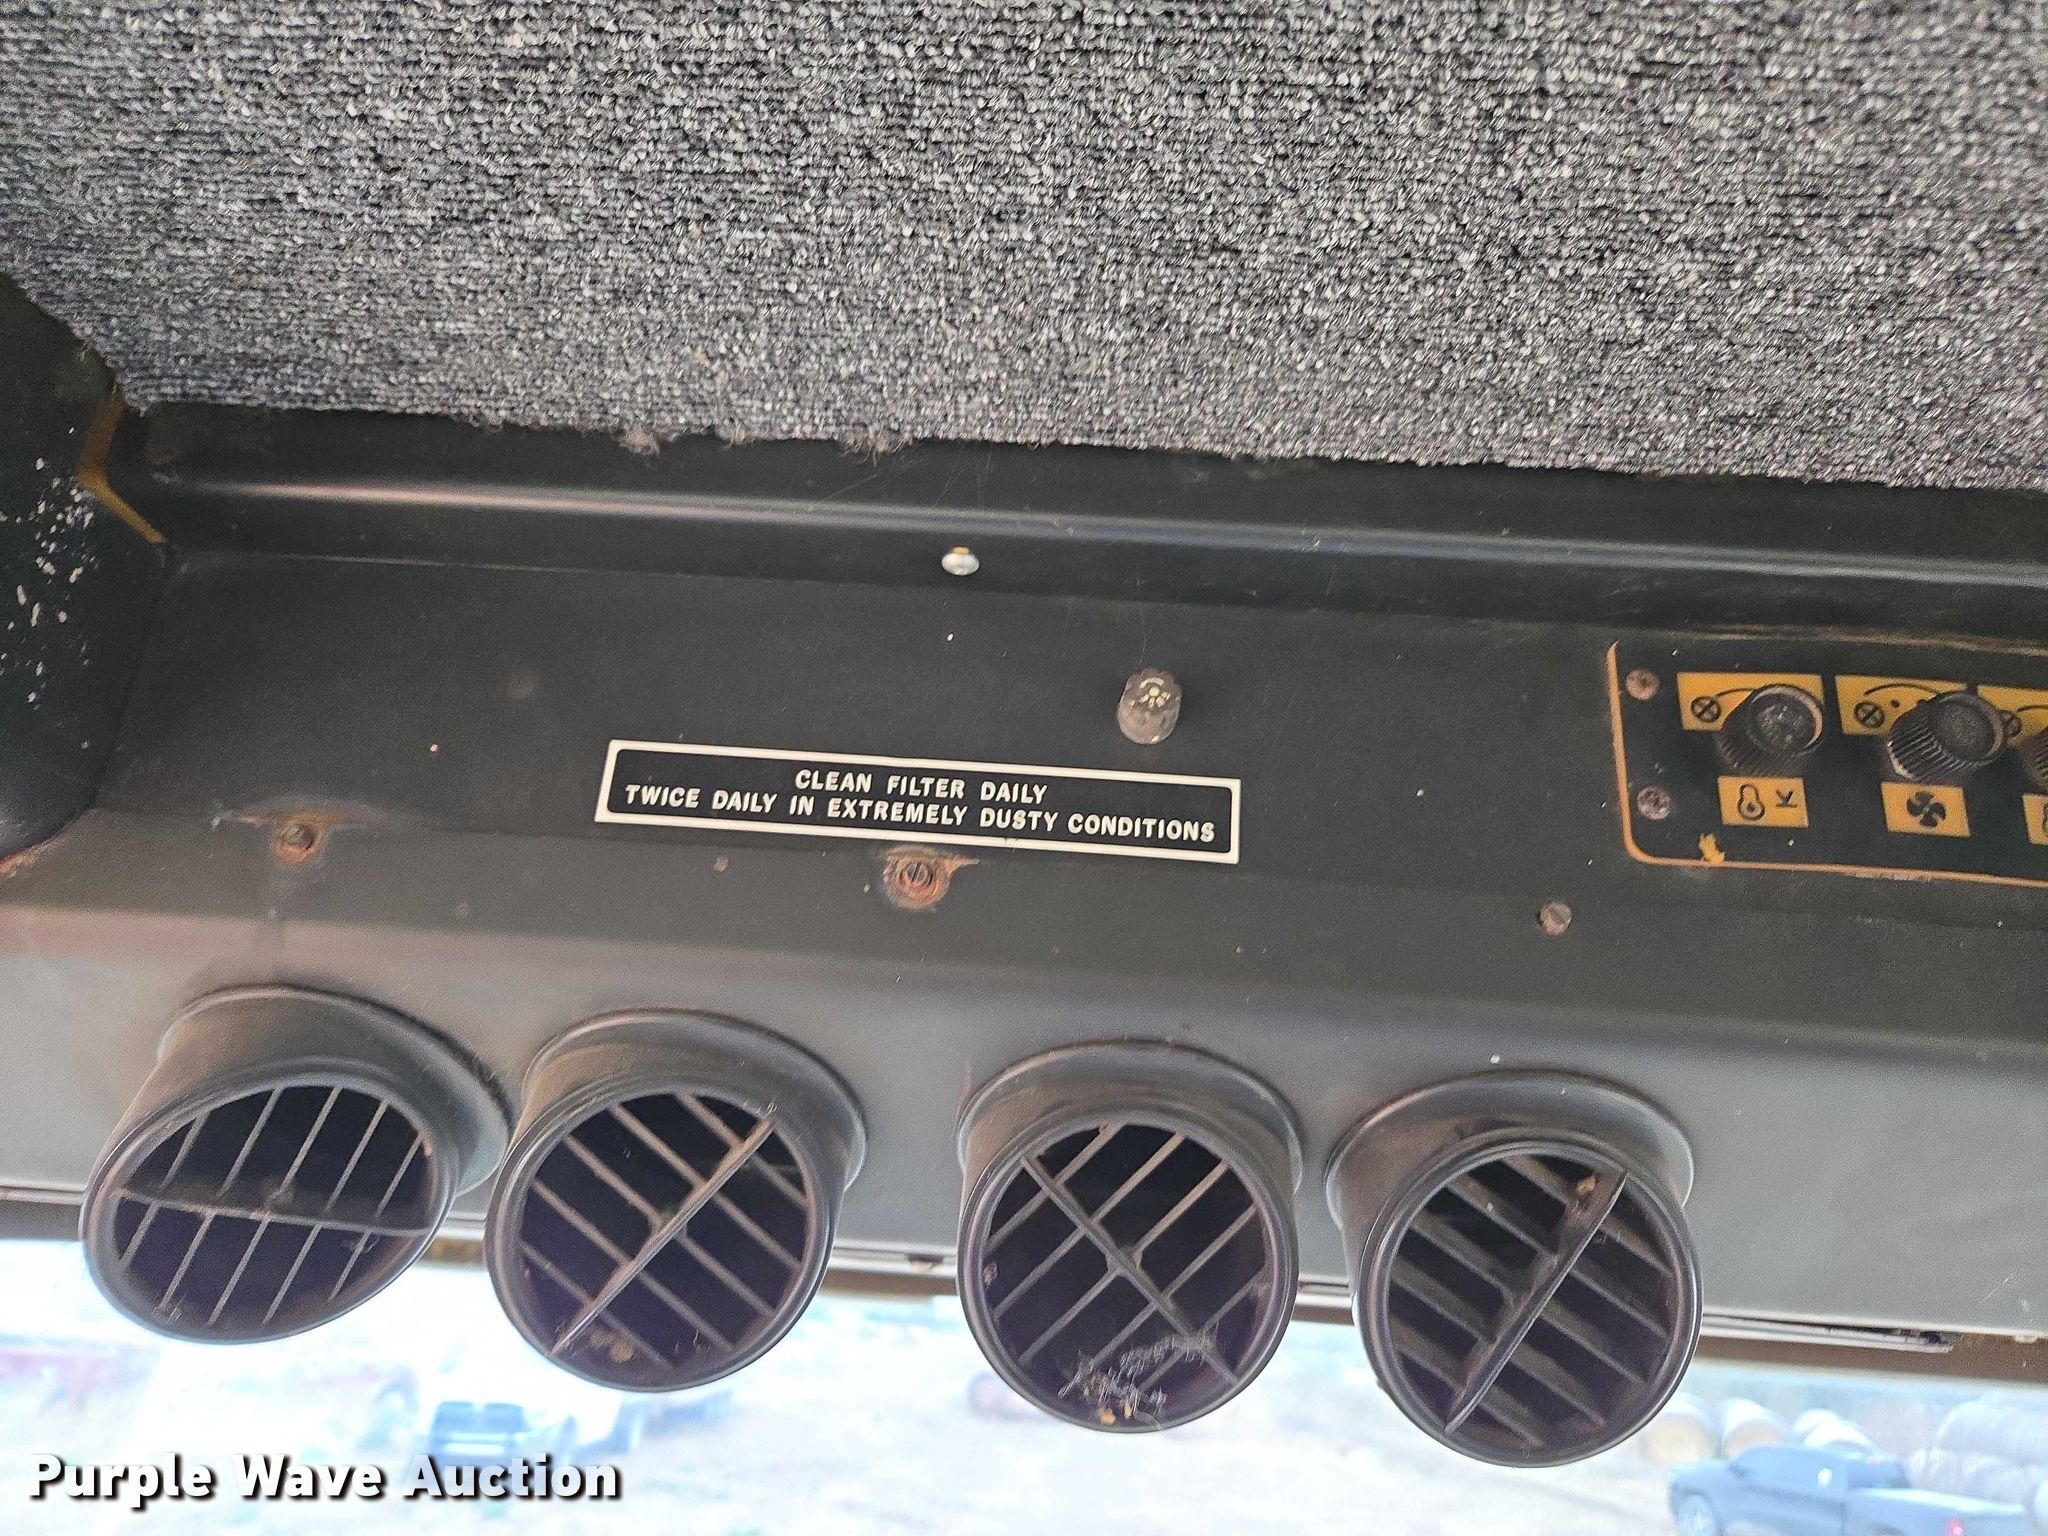 CLEAN FILTER DAILY
TWICE DAILY IN EXTREMELY DUSTY CONDITIONS
Purple Wave Auction